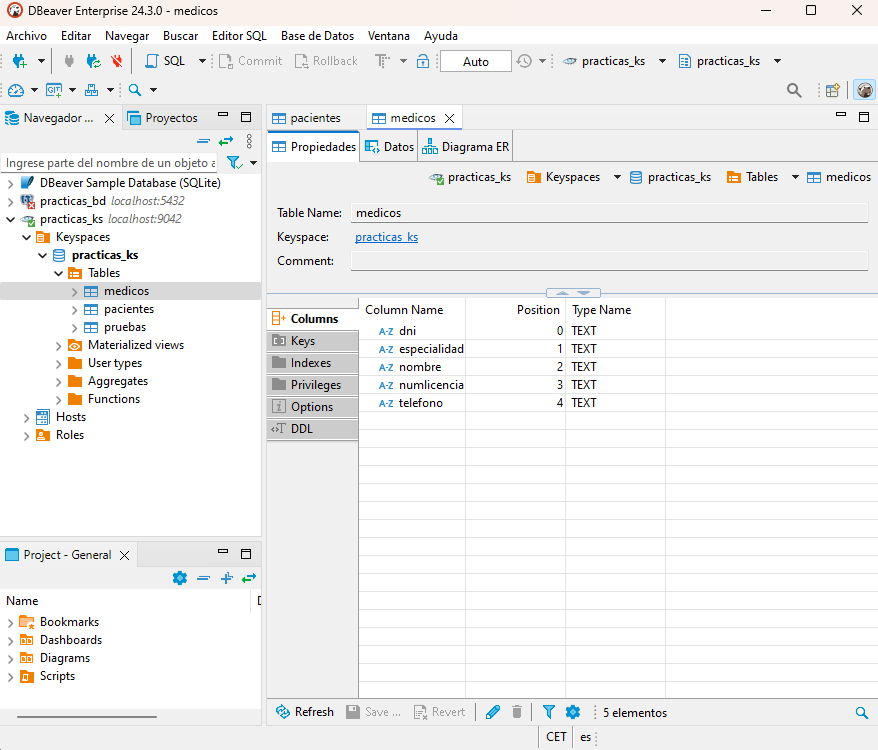 DBeaver Enterprise 24.3.0 - medicos
Archivo Editar Navegar Buscar Editor SQL Base de Datos Ventana Ayuda
SQL Commit Rollback Auto practicas_ks practicas_ks
GIT
Navegador ... Proyectos
Ingrese parte del nombre de un objeto a
DBeaver Sample Database (SQLite)
practicas_bd localhost:5432
practicas_ks localhost:9042
Keyspaces
practicas_ks
Tables
medicos
pacientes
pruebas
Materialized views
User types
Aggregates
Functions
Hosts
Roles
Project - General
Name
Bookmarks
Dashboards
Diagrams
Scripts
pacientes medicos
Propiedades Datos Diagrama ER
practicas_ks Keyspaces practicas_ks Tables medicos
Table Name: medicos
Keyspace: practicas_ks
Comment:
Columns
Keys
Indexes
Privileges
Options
DDL
Column Name Position Type Name
A-Z dni 0 TEXT
A-Z especialidad 1 TEXT
A-Z nombre 2 TEXT
A-Z numlicencia 3 TEXT
A-Z telefono 4 TEXT
Refresh Save ... Revert 5 elementos
CET es